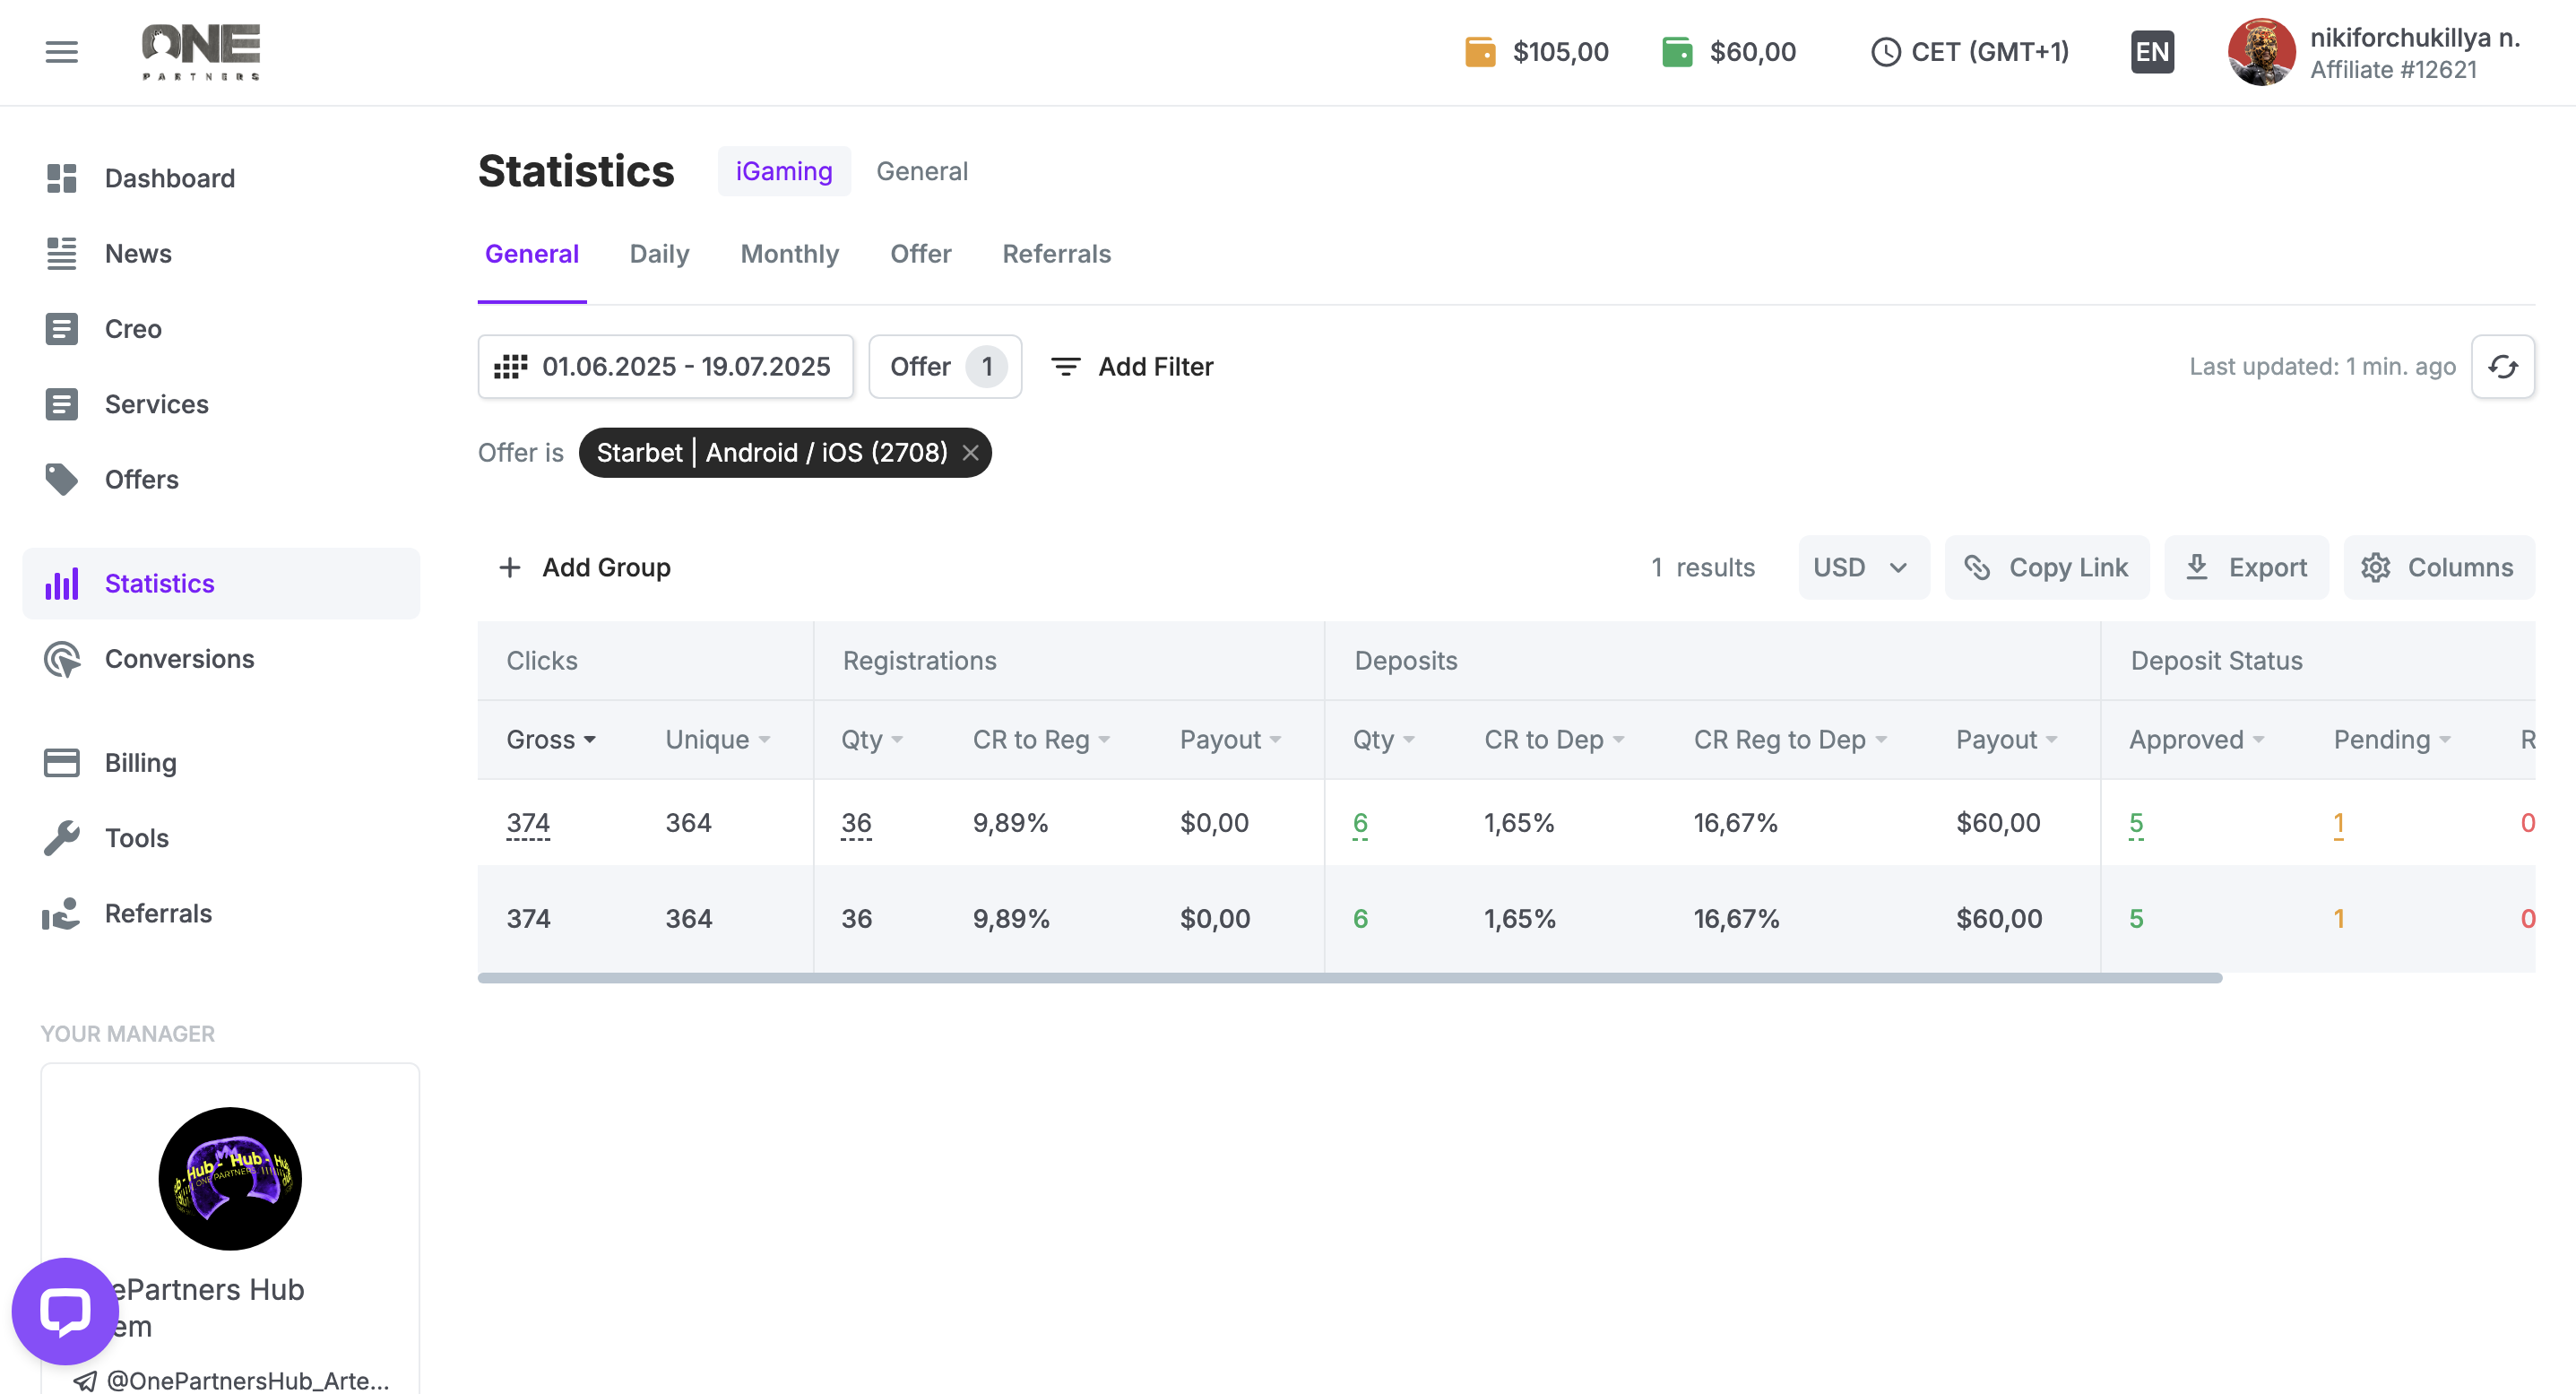 ONE
PARTNERS
$105,00
$60,00
CET (GMT+1)
EN
nikiforchukillya n.
Affiliate #12621
Dashboard
News
Creo
Services
Offers
Statistics
Conversions
Billing
Tools
Referrals
YOUR MANAGER
Hub - Hub - Hu
ONE PARTNERS
ePartners Hub
em
@OnePartnersHub_Arte...
Statistics
iGaming
General
General
Daily
Monthly
Offer
Referrals
01.06.2025 - 19.07.2025
Offer 1
Add Filter
Last updated: 1 min. ago
Offer is Starbet | Android / iOS (2708)
Add Group
1 results
USD
Copy Link
Export
Columns
Clicks Registrations Deposits Deposit Status
Gross Unique Qty CR to Reg Payout Qty CR to Dep CR Reg to Dep Payout Approved Pending R
374 364 36 9,89% $0,00 6 1,65% 16,67% $60,00 5 1 0
374 364 36 9,89% $0,00 6 1,65% 16,67% $60,00 5 1 0